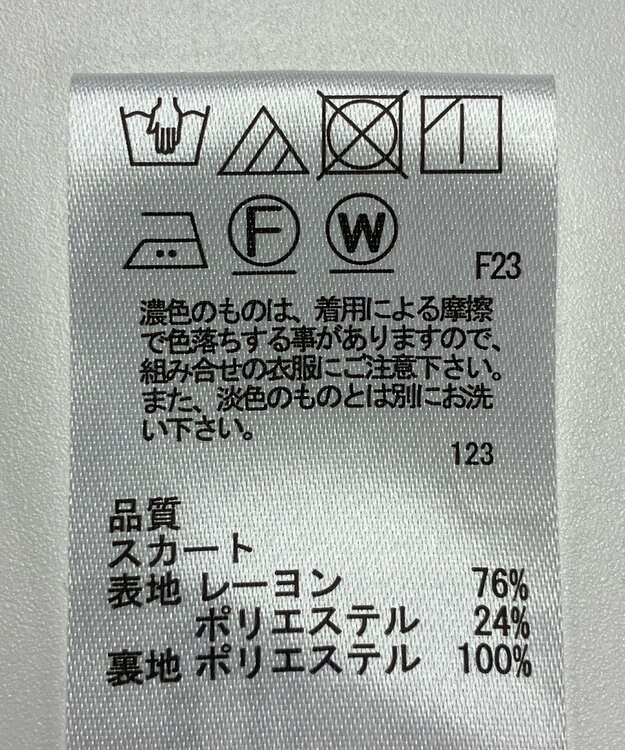 F W F23
濃色のものは、着用による摩擦
で色落ちする事がありますので、
組み合せの衣服にご注意下さい。
また、淡色のものとは別にお洗
い下さい。
123
品質
スカート
表地 レーヨン 76%
ポリエステル 24%
裏地 ポリエステル 100%